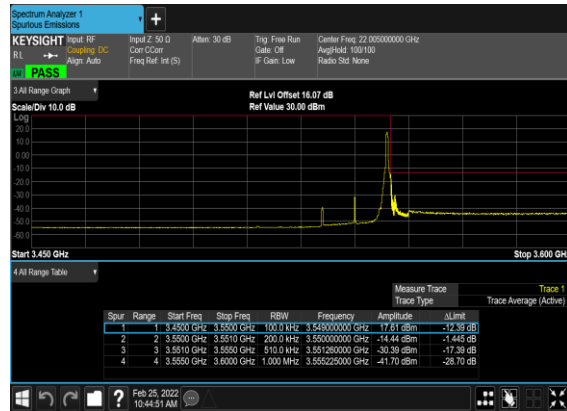 Spectrum Analyzer 1
Spurious Emissions
KEYSIGHT Input: RF Input Z: 50 Ω Atten: 30 dB Trig: Free Run Center Freq: 22.005000000 GHz
RL Coupling: DC Corr CCorr Gate: Off Avg|Hold: 100/100
Align: Auto Freq Ref: Int (S) IF Gain: Low Radio Std: None
PASS
3 All Range Graph
Ref Lvl Offset 16.07 dB
Scale/Div 10.0 dB Ref Value 30.00 dBm
Log
20.0
10.0
0.00
-10.0
-20.0
-30.0
-40.0
-50.0
-60.0
Start 3.450 GHz Stop 3.600 GHz
4 All Range Table
Measure Trace Trace 1
Trace Type Trace Average (Active)
Spur Range Start Freq Stop Freq RBW Frequency Amplitude ΔLimit
1 1 3.4500 GHz 3.5500 GHz 100.0 kHz 3.549000000 GHz 17.61 dBm -12.39 dB
2 2 3.5500 GHz 3.5510 GHz 200.0 kHz 3.550000000 GHz -14.44 dBm -1.445 dB
3 3 3.5510 GHz 3.5550 GHz 510.0 kHz 3.551260000 GHz -30.39 dBm -17.39 dB
4 4 3.5550 GHz 3.6000 GHz 1.000 MHz 3.555225000 GHz -41.70 dBm -28.70 dB
Feb 25, 2022
10:44:51 AM